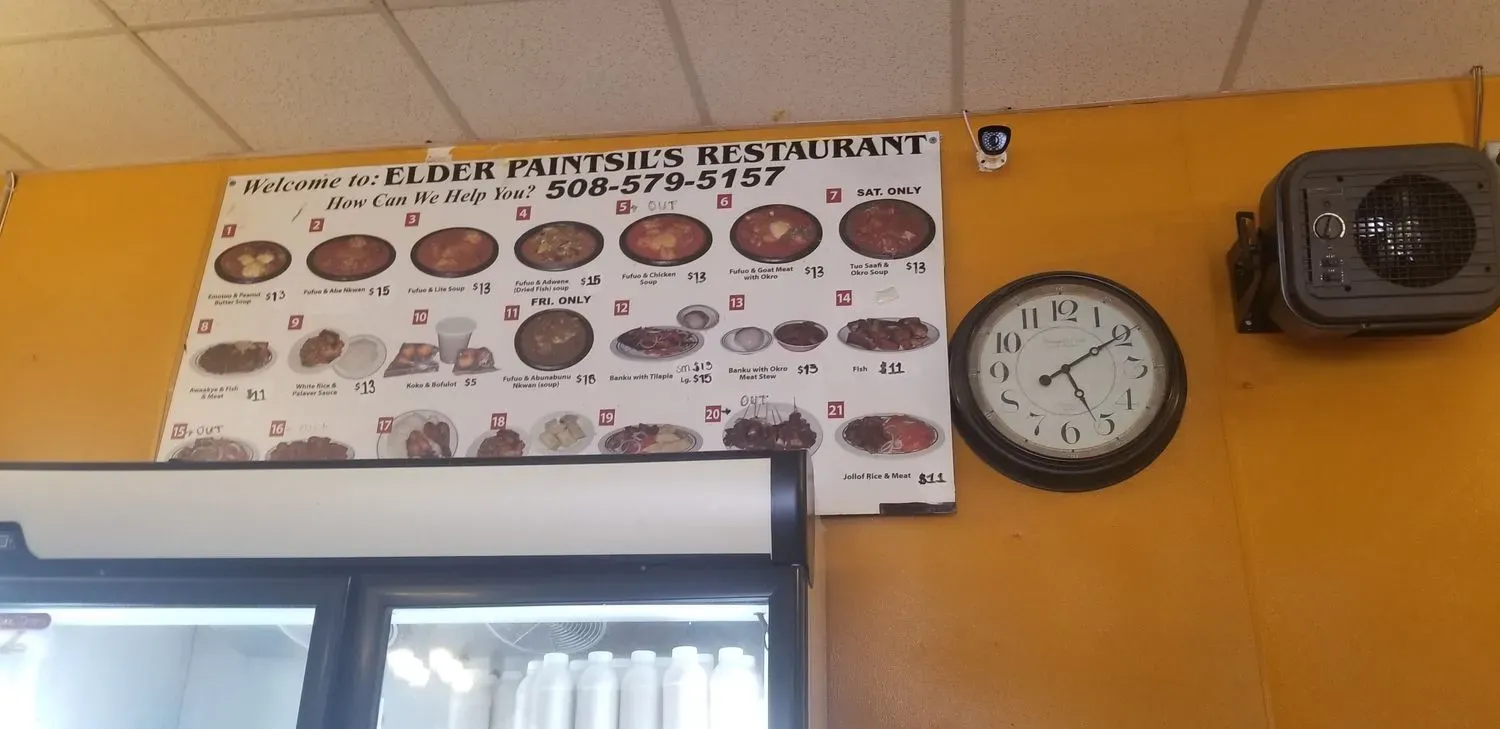 Welcome to: ELDER PAINTSIL'S RESTAURANT
How Can We Help You? 508-579-5157
1
2
3
4
5 OUT
6
7 SAT. ONLY
Emotuo & Peanut Butter Soup $13
Fufuo & Abe Nkwan $15
Fufuo & Lite Soup $13
Fufuo & Adwene (Dried Fish) soup $15
Fufuo & Chicken Soup $13
Fufuo & Goat Meat with Okro $13
Tuo Saafi & Okro Soup $13
8
9
10
11 FRI. ONLY
12
13
14
& Fish & Meat $11
White Rice & Palaver Sauce $13
Koko & Bofulot $5
Fufuo & Abunabunu Nkwan (soup)
Banku with Tilapia sm $13 Lg. $15
Banku with Okro Meat Stew $13
Fish $11
15 OUT
16
17
18
19
20 OUT
21
Jollof Rice & Meat $11
12
1
2
3
4
5
6
7
8
9
10
11